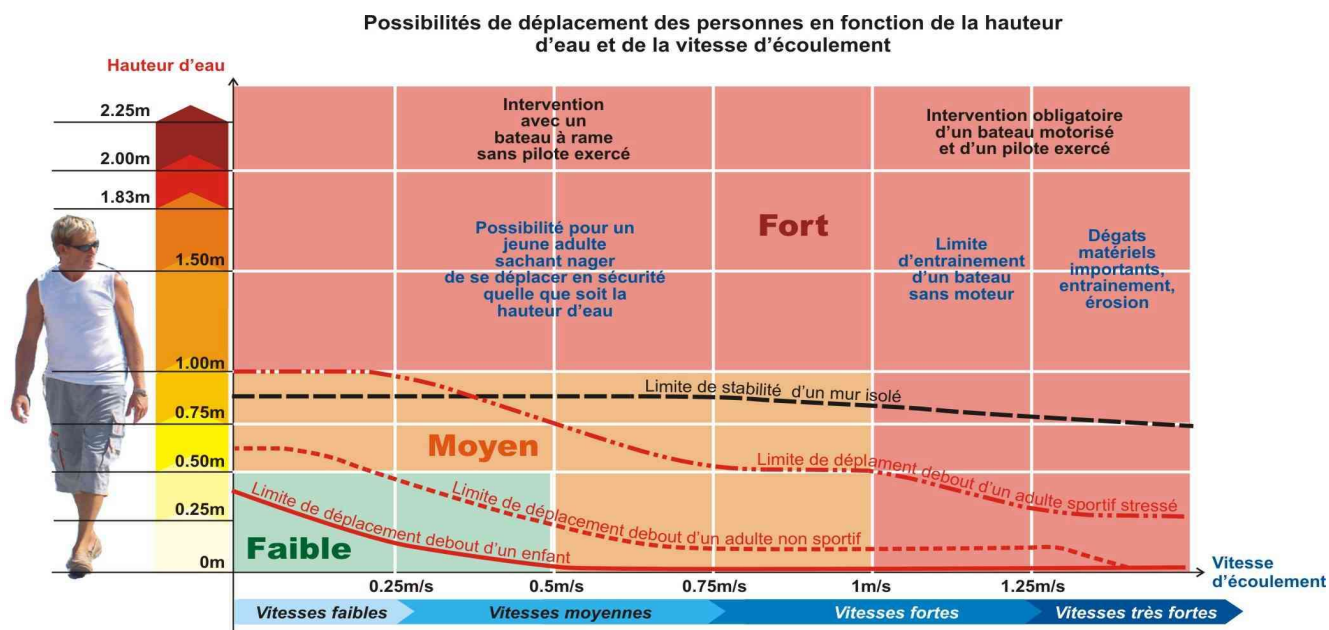 Possibilités de déplacement des personnes en fonction de la hauteur
d'eau et de la vitesse d'écoulement
Hauteur d'eau
2.25m
2.00m
1.83m
1.50m
1.00m
0.75m
0.50m
0.25m
0m
Intervention
avec un
bateau à rame
sans pilote exercé
Intervention obligatoire
d'un bateau motorisé
et d'un pilote exercé
Possibilité pour un
jeune adulte
sachant nager
de se déplacer en sécurité
quelle que soit la
hauteur d'eau
Fort
Limite
d'entrainement
d'un bateau
sans moteur
Dégats
matériels
importants,
entrainement,
érosion
Limite de stabilité d'un mur isolé
Moyen
Limite de déplament debout d'un adulte sportif stressé
Limite de déplacement debout d'un adulte non sportif
Limite de déplacement debout d'un enfant
Faible
0.25m/s
0.5m/s
0.75m/s
1m/s
1.25m/s
Vitesse
d'écoulement
Vitesses faibles
Vitesses moyennes
Vitesses fortes
Vitesses très fortes